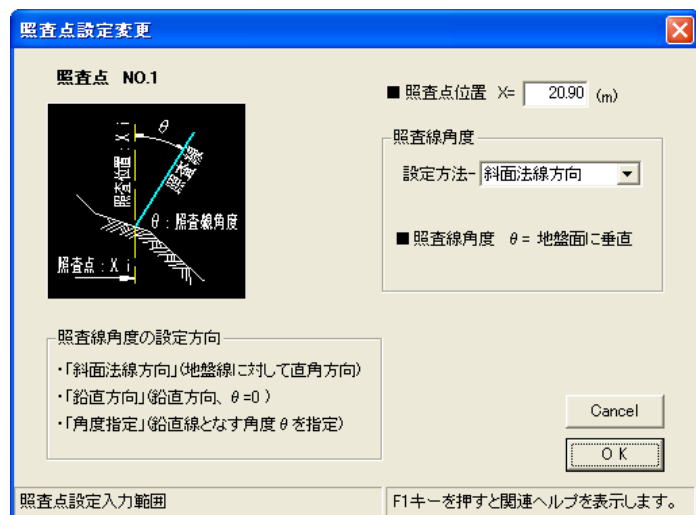 照査点設定変更
照査点 NO.1
■ 照査点位置 X= 20.90 (m)
照査線角度
設定方法- 斜面法線方向
■ 照査線角度 θ= 地盤面に垂直
照査位置：Xi
θ
照査線
θ：照査線角度
照査点：Xi
照査線角度の設定方向
・「斜面法線方向」(地盤線に対して直角方向)
・「鉛直方向」(鉛直方向、θ=0 )
・「角度指定」(鉛直線となす角度θを指定)
Cancel
O K
照査点設定入力範囲
F1キーを押すと関連ヘルプを表示します。